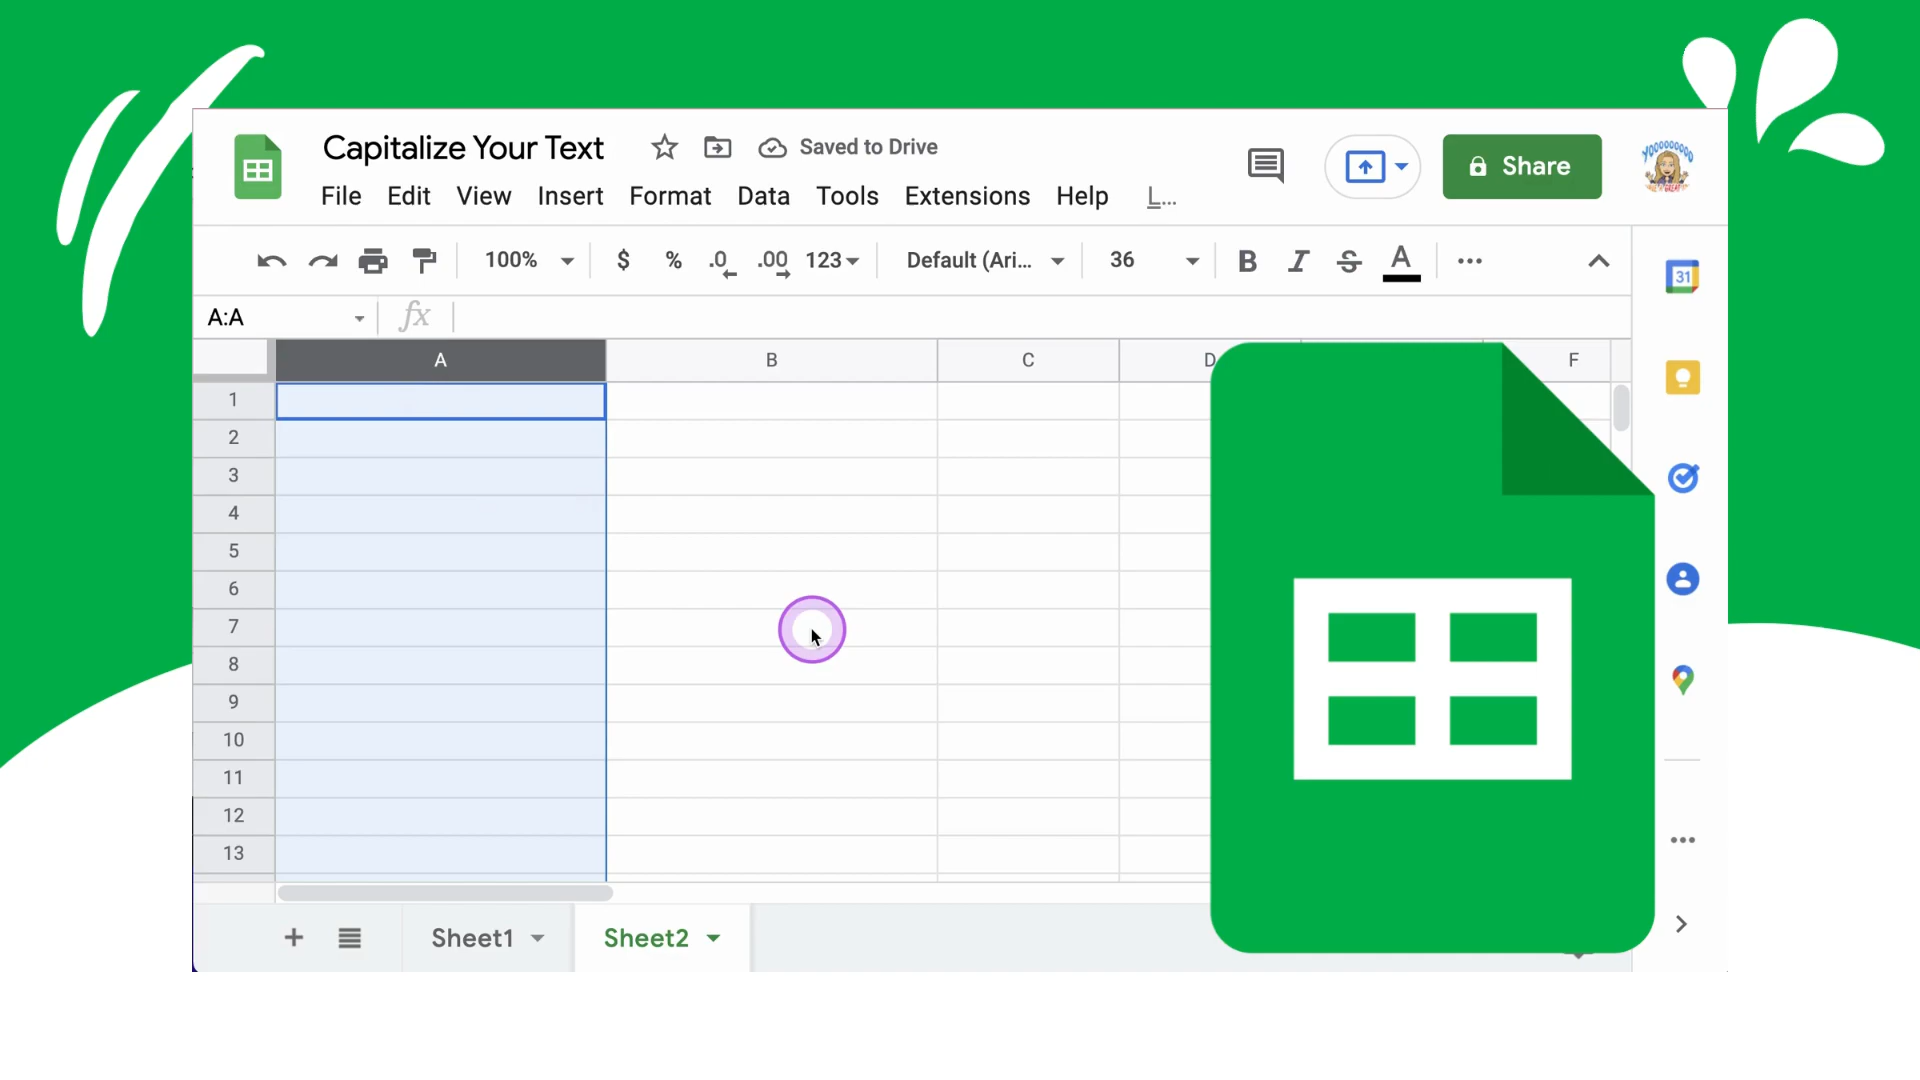 Capitalize Your Text
Saved to Drive
Share
File Edit View Insert Format Data Tools Extensions Help L...
100% $ % .0 .00 123 Default (Ari... 36 B I S A ...
31
A:A fx
A B C D F
1
2
3
4
5
6
7
8
9
10
11
12
13
Sheet1 Sheet2